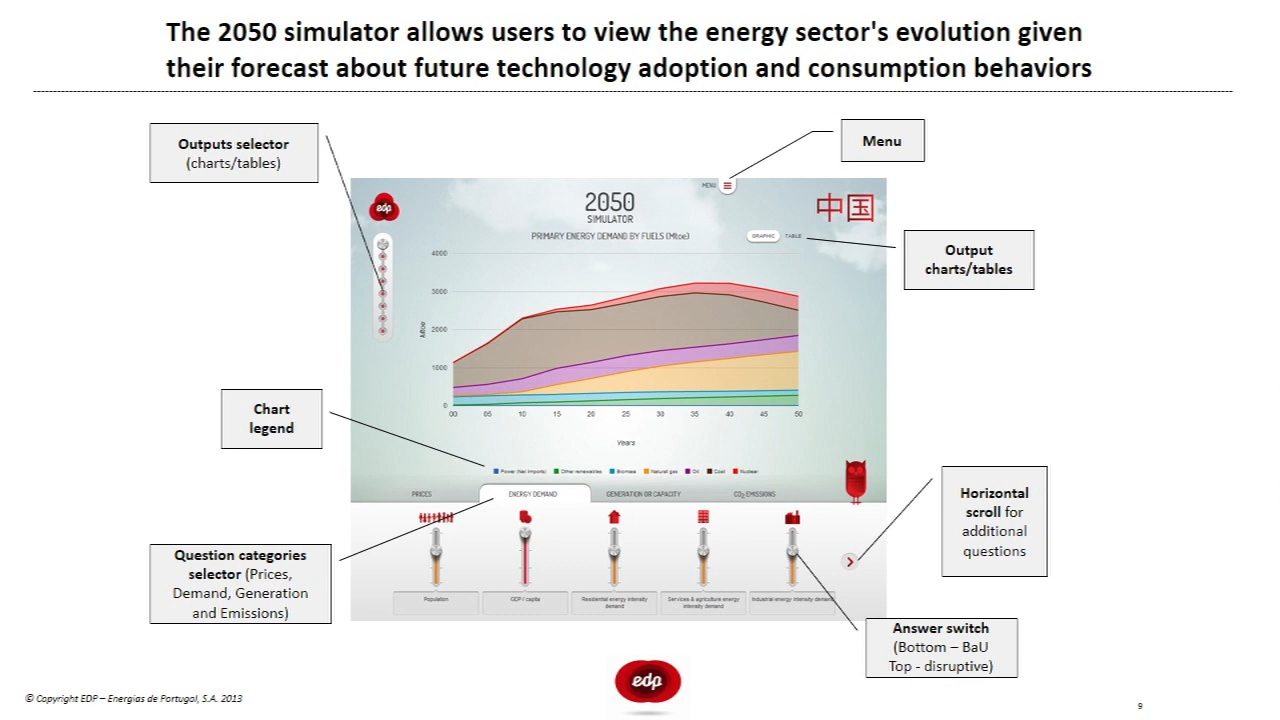 The 2050 simulator allows users to view the energy sector's evolution given
their forecast about future technology adoption and consumption behaviors
Outputs selector
(charts/tables)
Menu
MENU
edp
2050
SIMULATOR
中国
PRIMARY ENERGY DEMAND BY FUELS (Mtoe)
GRAPHIC
TABLE
Output
charts/tables
4000
3000
2000
1000
0
Mtoe
00 05 10 15 20 25 30 35 40 45 50
Years
Chart
legend
Power (Net Imports) Other renewables Biomass Natural gas Oil Coal Nuclear
PRICES
ENERGY DEMAND
GENERATION OR CAPACITY
CO2 EMISSIONS
Horizontal
scroll for
additional
questions
Question categories
selector (Prices,
Demand, Generation
and Emissions)
Population
GDP / capita
Residential energy intensity
demand
Services & agriculture energy
intensity demand
Industrial energy intensity demand
Answer switch
(Bottom – BaU
Top - disruptive)
edp
© Copyright EDP – Energias de Portugal, S.A. 2013
9